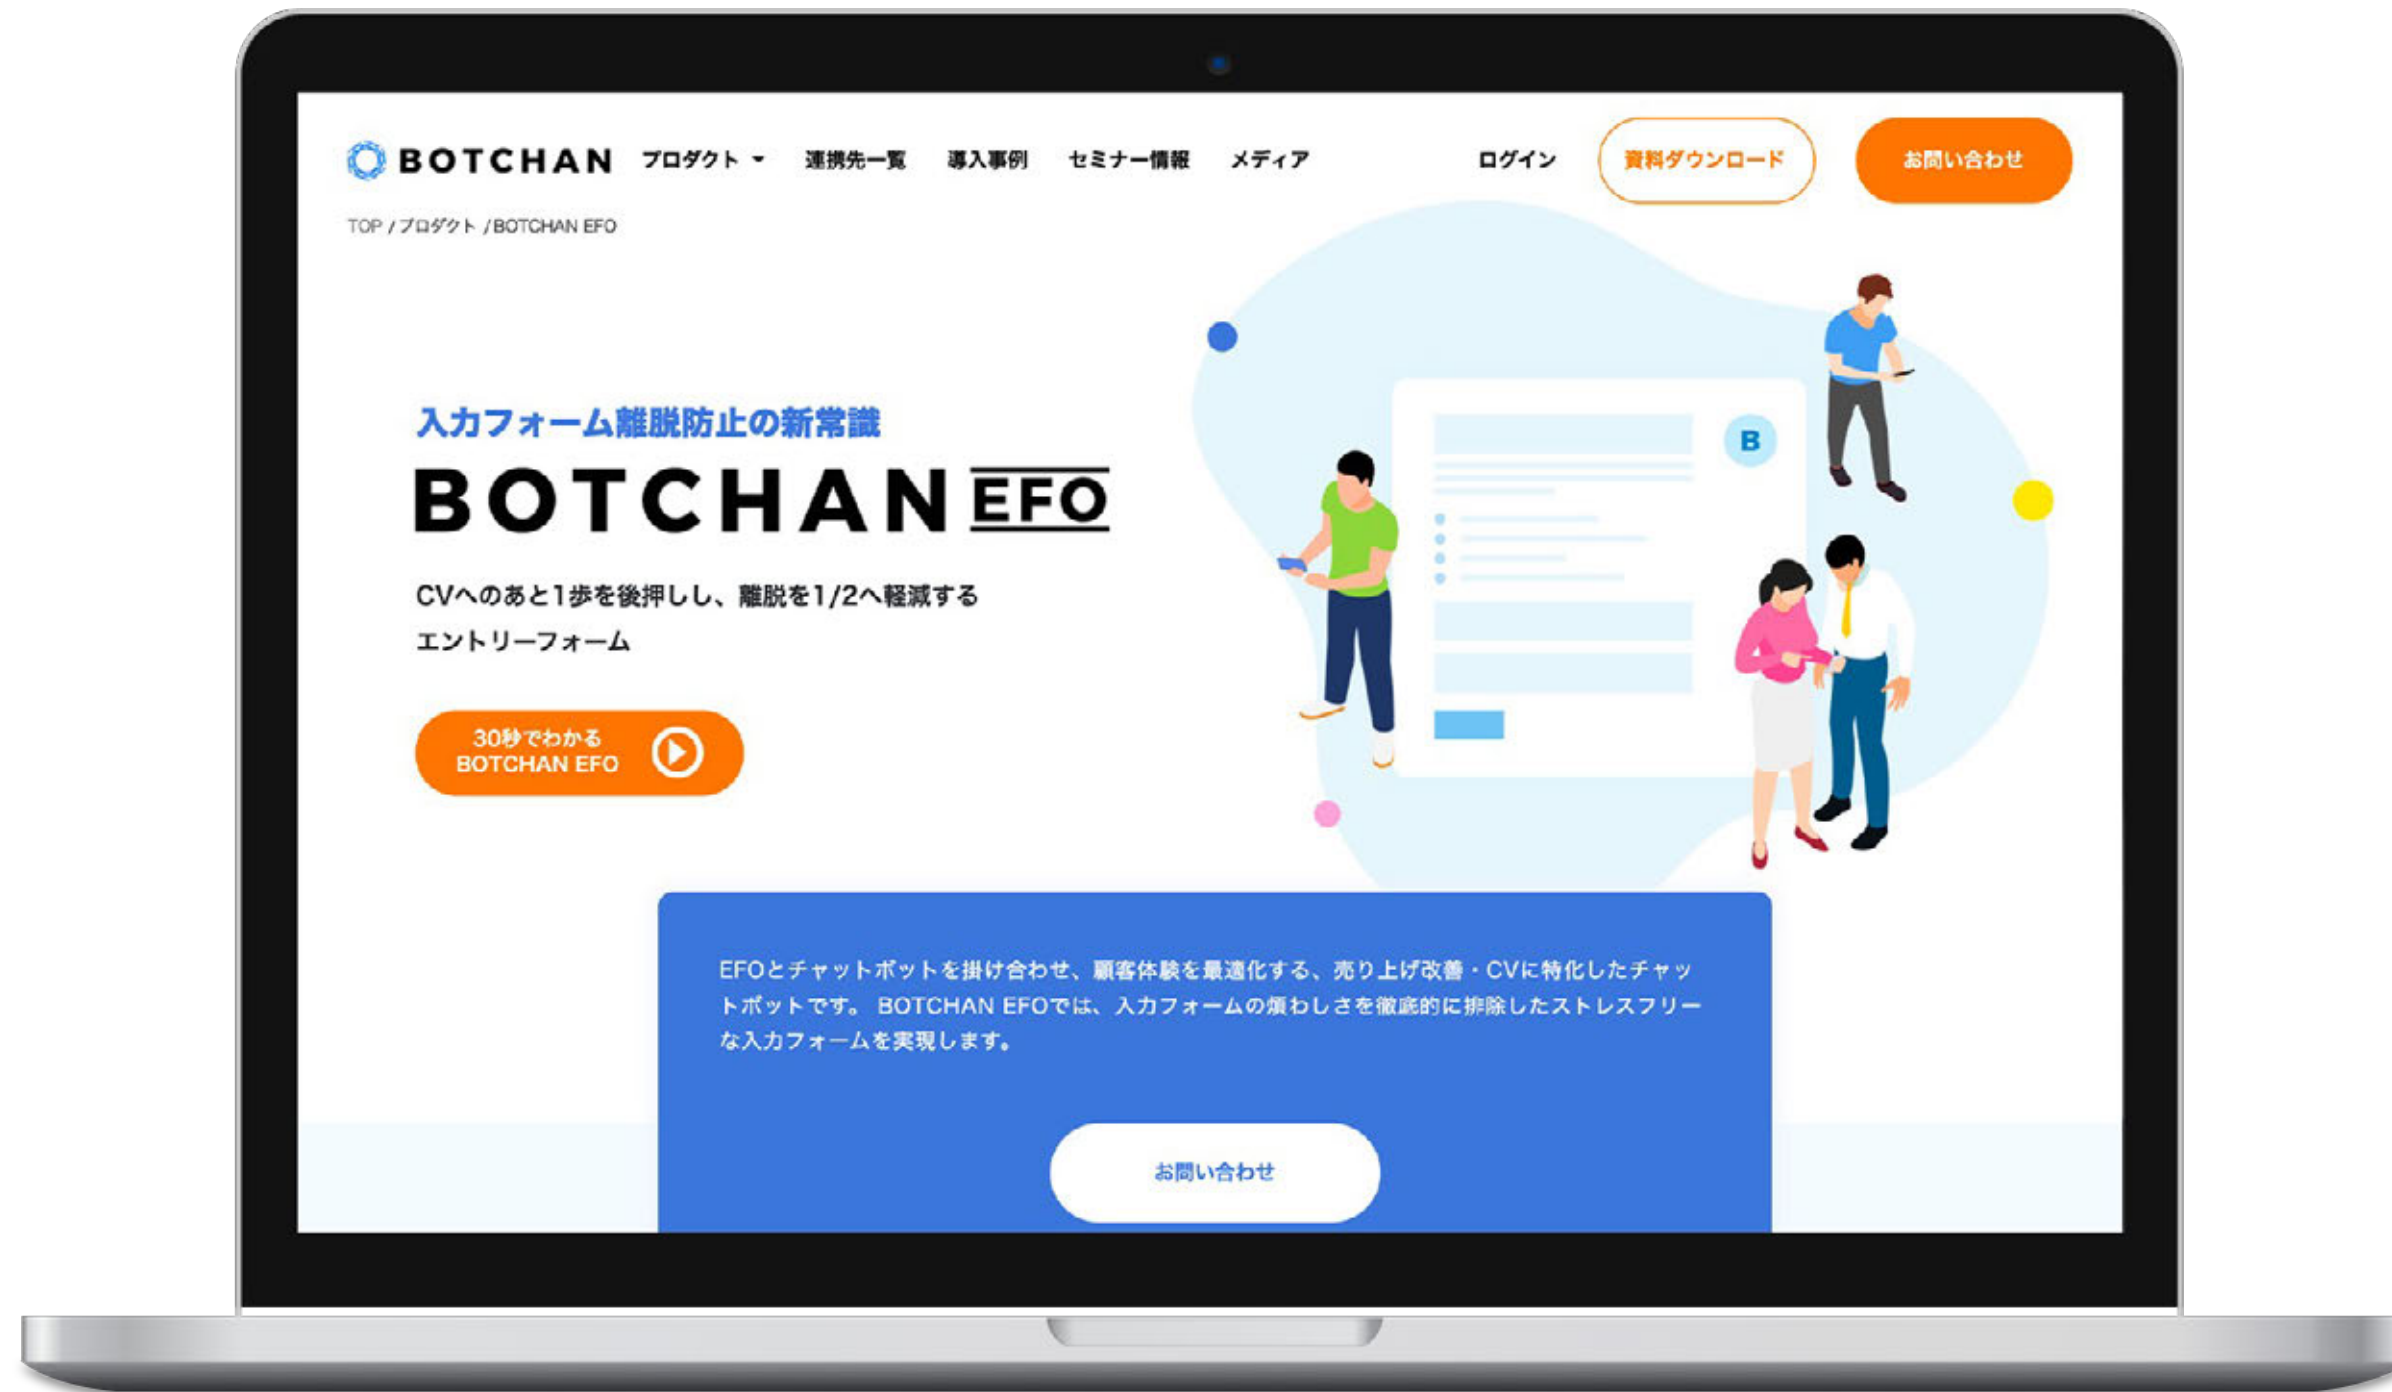 BOTCHAN プロダクト 連携先一覧 導入事例 セミナー情報 メディア ログイン 資料ダウンロード お問い合わせ
TOP / プロダクト / BOTCHAN EFO
入力フォーム離脱防止の新常識
BOTCHAN EFO
CVへのあと1歩を後押しし、離脱を1/2へ軽減する
エントリーフォーム
30秒でわかる
BOTCHAN EFO
B
EFOとチャットボットを掛け合わせ、顧客体験を最適化する、売り上げ改善・CVに特化したチャッ
トボットです。 BOTCHAN EFOでは、入力フォームの煩わしさを徹底的に排除したストレスフリー
な入力フォームを実現します。
お問い合わせ